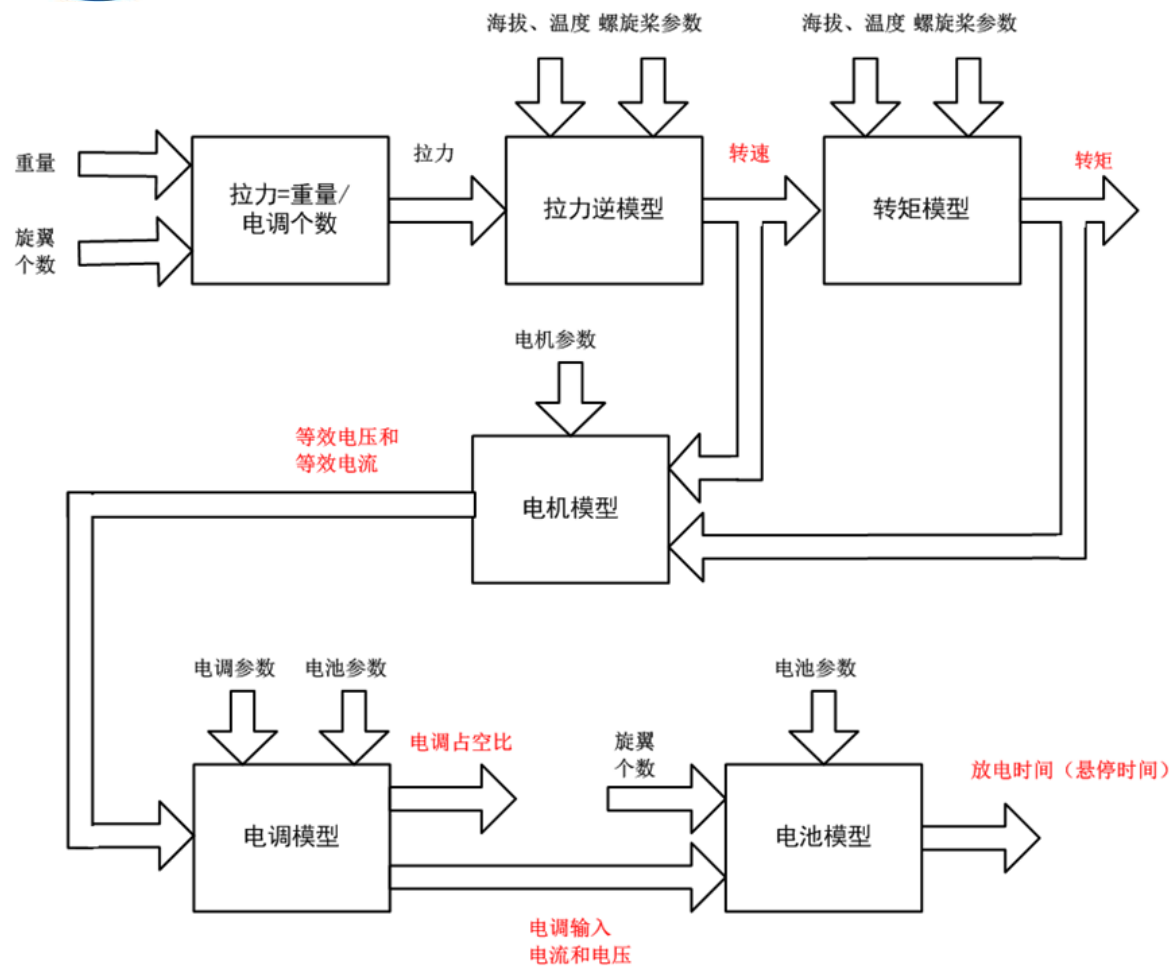 海拔、温度 螺旋桨参数
海拔、温度 螺旋桨参数
重量
旋翼
个数
拉力=重量/
电调个数
拉力
拉力逆模型
转速
转矩模型
转矩
电机参数
等效电压和
等效电流
电机模型
电调参数
电池参数
电调模型
电调占空比
电调输入
电流和电压
旋翼
个数
电池参数
电池模型
放电时间（悬停时间）